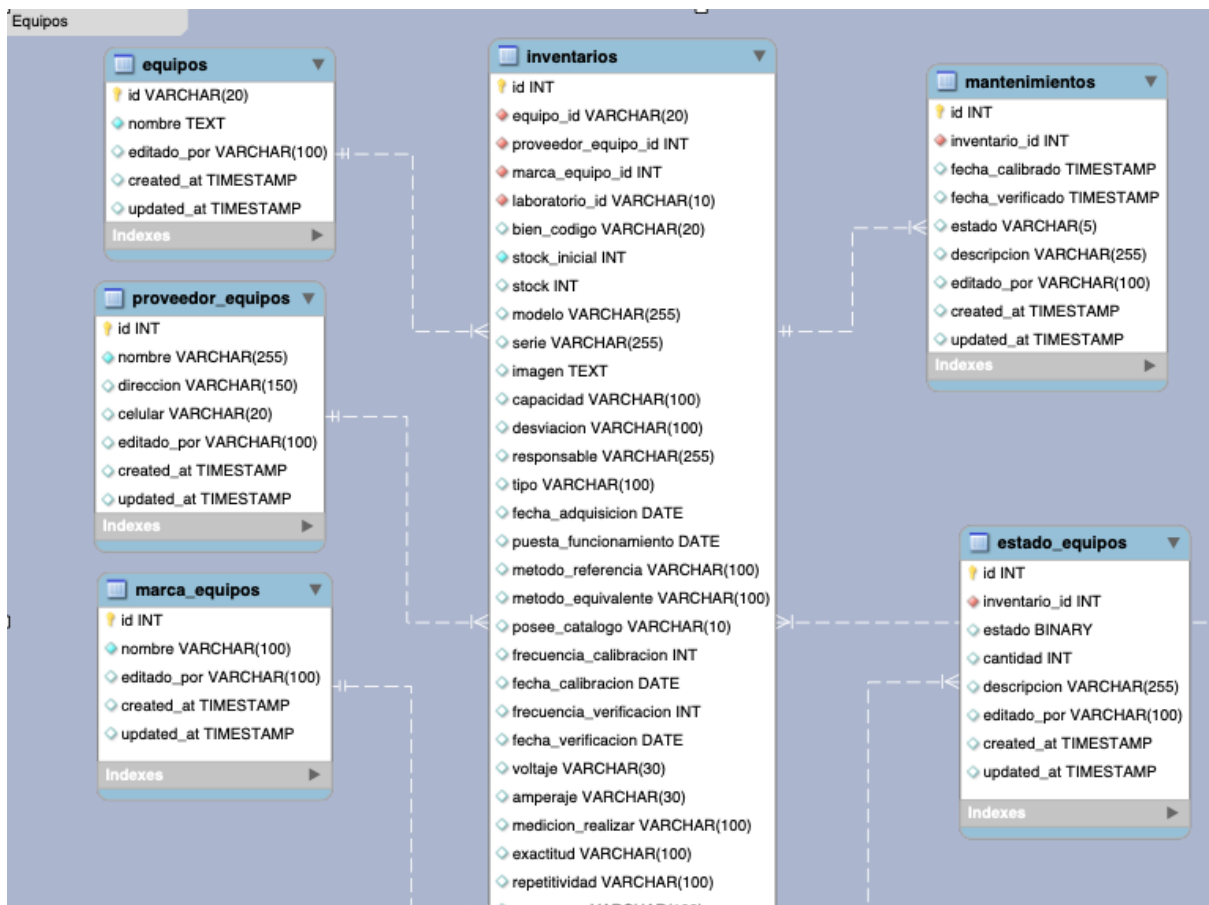 Equipos
equipos
id VARCHAR(20)
nombre TEXT
editado_por VARCHAR(100)
created_at TIMESTAMP
updated_at TIMESTAMP
Indexes
proveedor_equipos
id INT
nombre VARCHAR(255)
direccion VARCHAR(150)
celular VARCHAR(20)
editado_por VARCHAR(100)
created_at TIMESTAMP
updated_at TIMESTAMP
Indexes
marca_equipos
id INT
nombre VARCHAR(100)
editado_por VARCHAR(100)
created_at TIMESTAMP
updated_at TIMESTAMP
Indexes
inventarios
id INT
equipo_id VARCHAR(20)
proveedor_equipo_id INT
marca_equipo_id INT
laboratorio_id VARCHAR(10)
bien_codigo VARCHAR(20)
stock_inicial INT
stock INT
modelo VARCHAR(255)
serie VARCHAR(255)
imagen TEXT
capacidad VARCHAR(100)
desviacion VARCHAR(100)
responsable VARCHAR(255)
tipo VARCHAR(100)
fecha_adquisicion DATE
puesta_funcionamiento DATE
metodo_referencia VARCHAR(100)
metodo_equivalente VARCHAR(100)
posee_catalogo VARCHAR(10)
frecuencia_calibracion INT
fecha_calibracion DATE
frecuencia_verificacion INT
fecha_verificacion DATE
voltaje VARCHAR(30)
amperaje VARCHAR(30)
medicion_realizar VARCHAR(100)
exactitud VARCHAR(100)
repetitividad VARCHAR(100)
mantenimientos
id INT
inventario_id INT
fecha_calibrado TIMESTAMP
fecha_verificado TIMESTAMP
estado VARCHAR(5)
descripcion VARCHAR(255)
editado_por VARCHAR(100)
created_at TIMESTAMP
updated_at TIMESTAMP
Indexes
estado_equipos
id INT
inventario_id INT
estado BINARY
cantidad INT
descripcion VARCHAR(255)
editado_por VARCHAR(100)
created_at TIMESTAMP
updated_at TIMESTAMP
Indexes